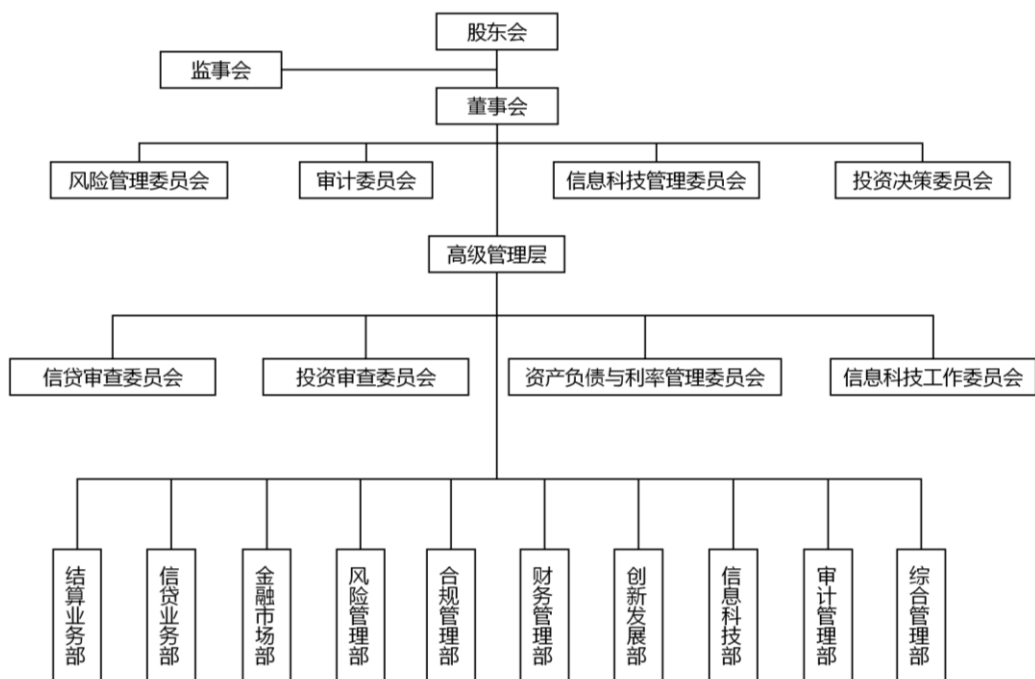 股东会
监事会
董事会
风险管理委员会
审计委员会
信息科技管理委员会
投资决策委员会
高级管理层
信贷审查委员会
投资审查委员会
资产负债与利率管理委员会
信息科技工作委员会
结算业务部
信贷业务部
金融市场部
风险管理部
合规管理部
财务管理部
创新发展部
信息科技部
审计管理部
综合管理部